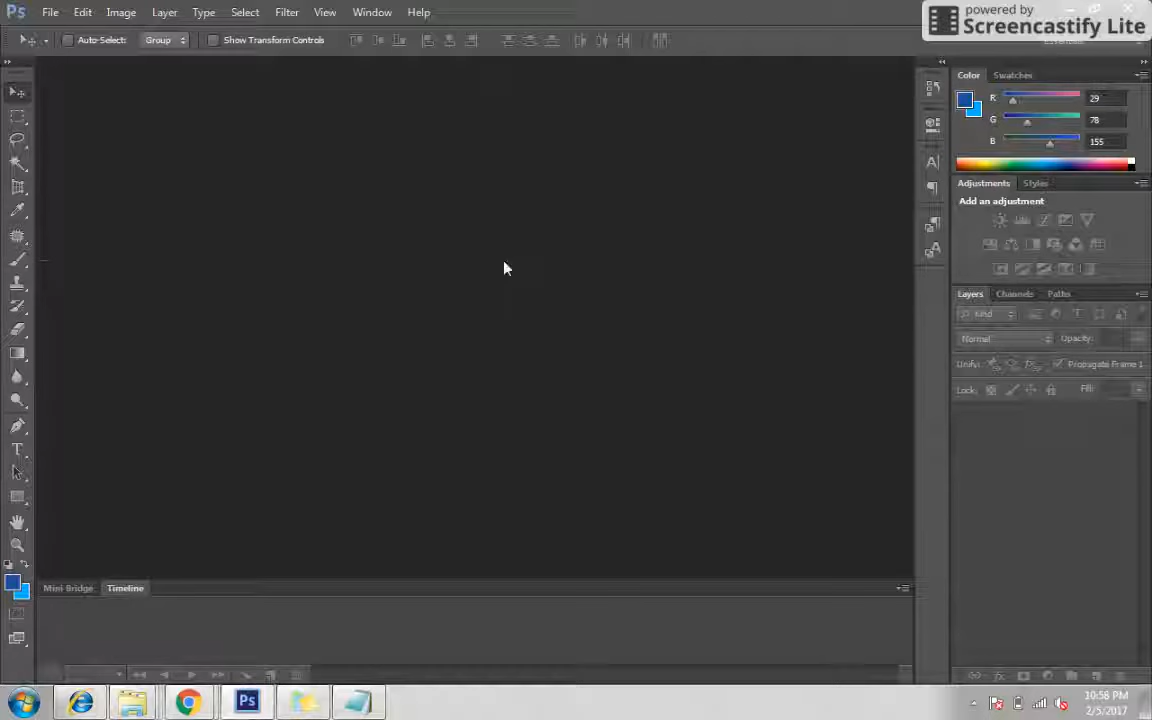 Ps File Edit Image Layer Type Select Filter View Window Help
powered by
Screencastify Lite
Auto-Select: Group Show Transform Controls
Color Swatches
R 29
G 78
B 155
Adjustments Styles
Add an adjustment
Layers Channels Paths
Kind
Normal Opacity:
Unify: Propagate Frame 1
Lock: Fill:
Mini Bridge Timeline
Ps
10:58 PM
2/5/2017